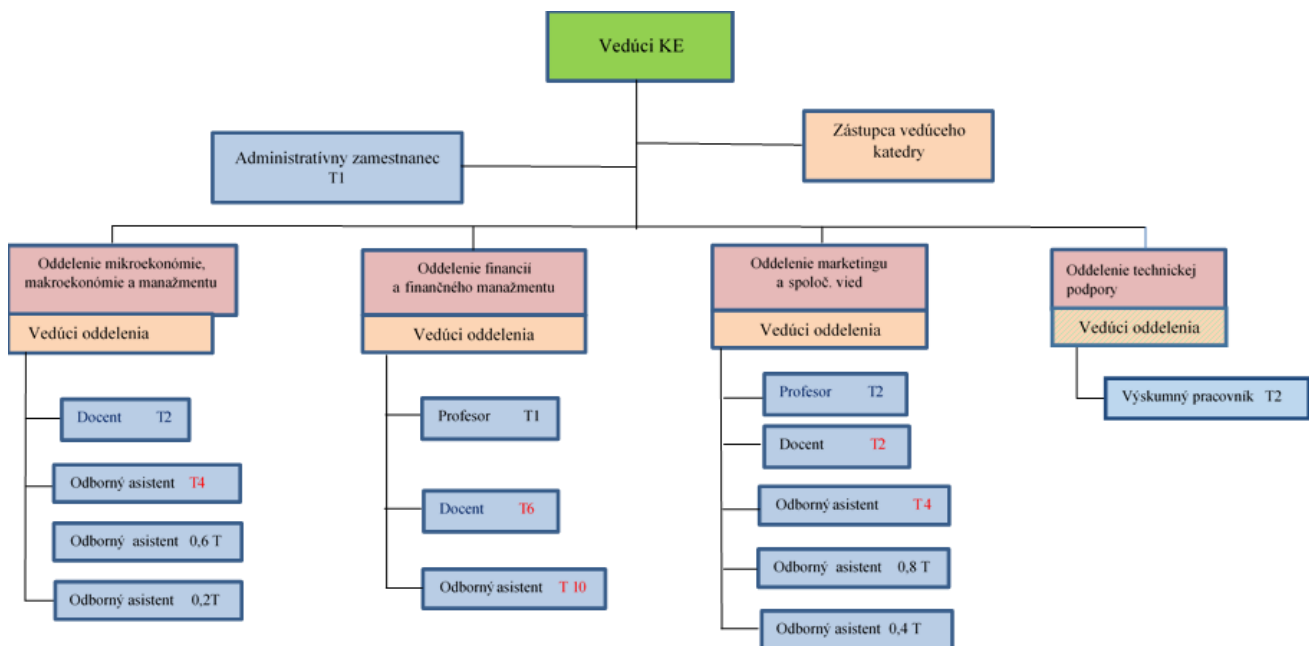 Vedúci KE
Zástupca vedúceho
katedry
Administratívny zamestnanec
T1
Oddelenie mikroekonómie,
makroekonómie a manažmentu
Vedúci oddelenia
Docent T2
Odborný asistent T4
Odborný asistent 0,6 T
Odborný asistent 0,2T
Oddelenie financií
a finančného manažmentu
Vedúci oddelenia
Profesor T1
Docent T6
Odborný asistent T 10
Oddelenie marketingu
a spoloč. vied
Vedúci oddelenia
Profesor T2
Docent T2
Odborný asistent T 4
Odborný asistent 0,8 T
Odborný asistent 0,4 T
Oddelenie technickej
podpory
Vedúci oddelenia
Výskumný pracovník T2